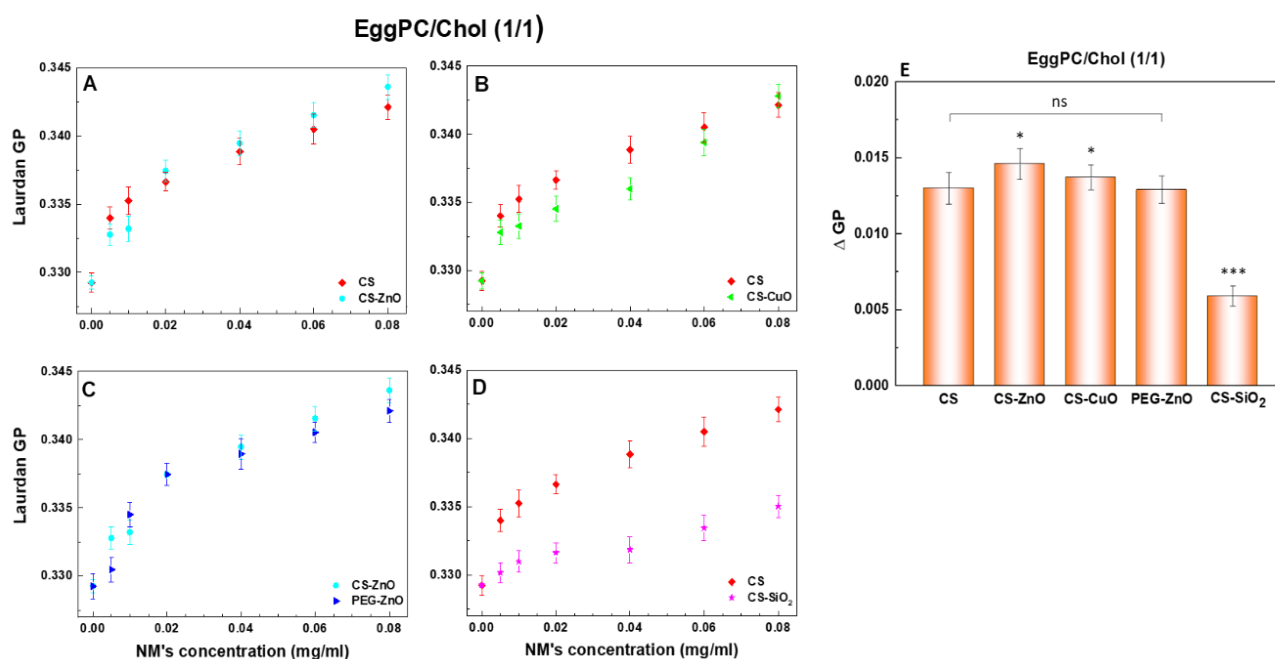 EggPC/Chol (1/1)
A
Laurdan GP
0.345
0.340
0.335
0.330
0.00 0.02 0.04 0.06 0.08
CS
CS-ZnO
B
0.345
0.340
0.335
0.330
0.00 0.02 0.04 0.06 0.08
CS
CS-CuO
C
Laurdan GP
0.345
0.340
0.335
0.330
0.00 0.02 0.04 0.06 0.08
NM's concentration (mg/ml)
CS-ZnO
PEG-ZnO
D
0.345
0.340
0.335
0.330
0.00 0.02 0.04 0.06 0.08
NM's concentration (mg/ml)
CS
CS-SiO₂
EggPC/Chol (1/1)
E
Δ GP
0.020
0.015
0.010
0.005
0.000
ns
* *
***
CS CS-ZnO CS-CuO PEG-ZnO CS-SiO₂